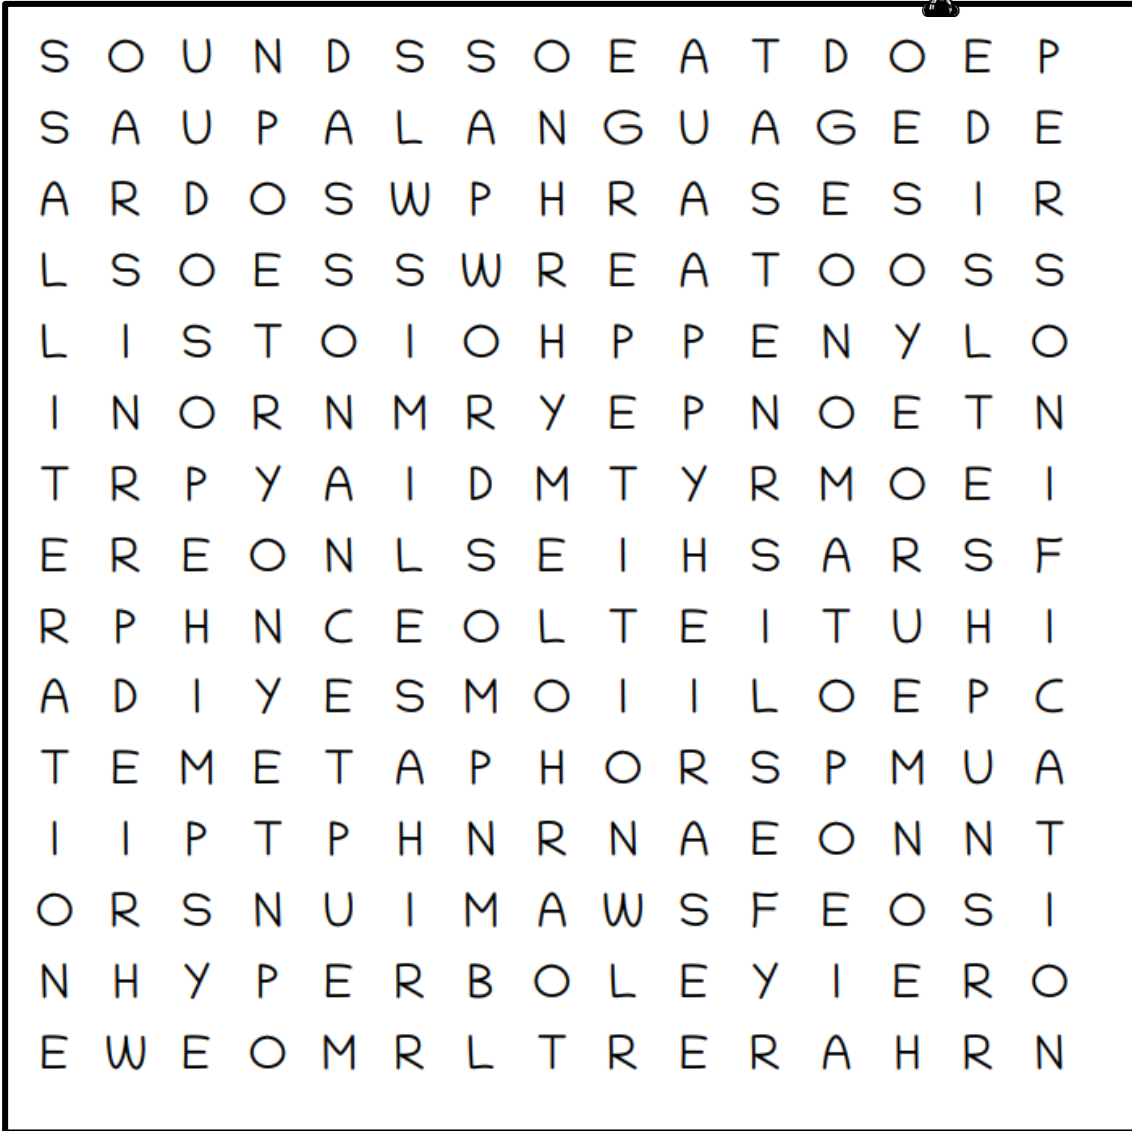 S O U N D S S O E A T D O E P
S A U P A L A N G U A G E D E
A R D O S W P H R A S E S I R
L S O E S S W R E A T O O S S
L I S T O I O H P P E N Y L O
I N O R N M R Y E P N O E T N
T R P Y A I D M T Y R M O E I
E R E O N L S E I H S A R S F
R P H N C E O L T E I T U H I
A D I Y E S M O I I L O E P C
T E M E T A P H O R S P M U A
I I P T P H N R N A E O N N T
O R S N U I M A W S F E O S I
N H Y P E R B O L E Y I E R O
E W E O M R L T R E R A H R N